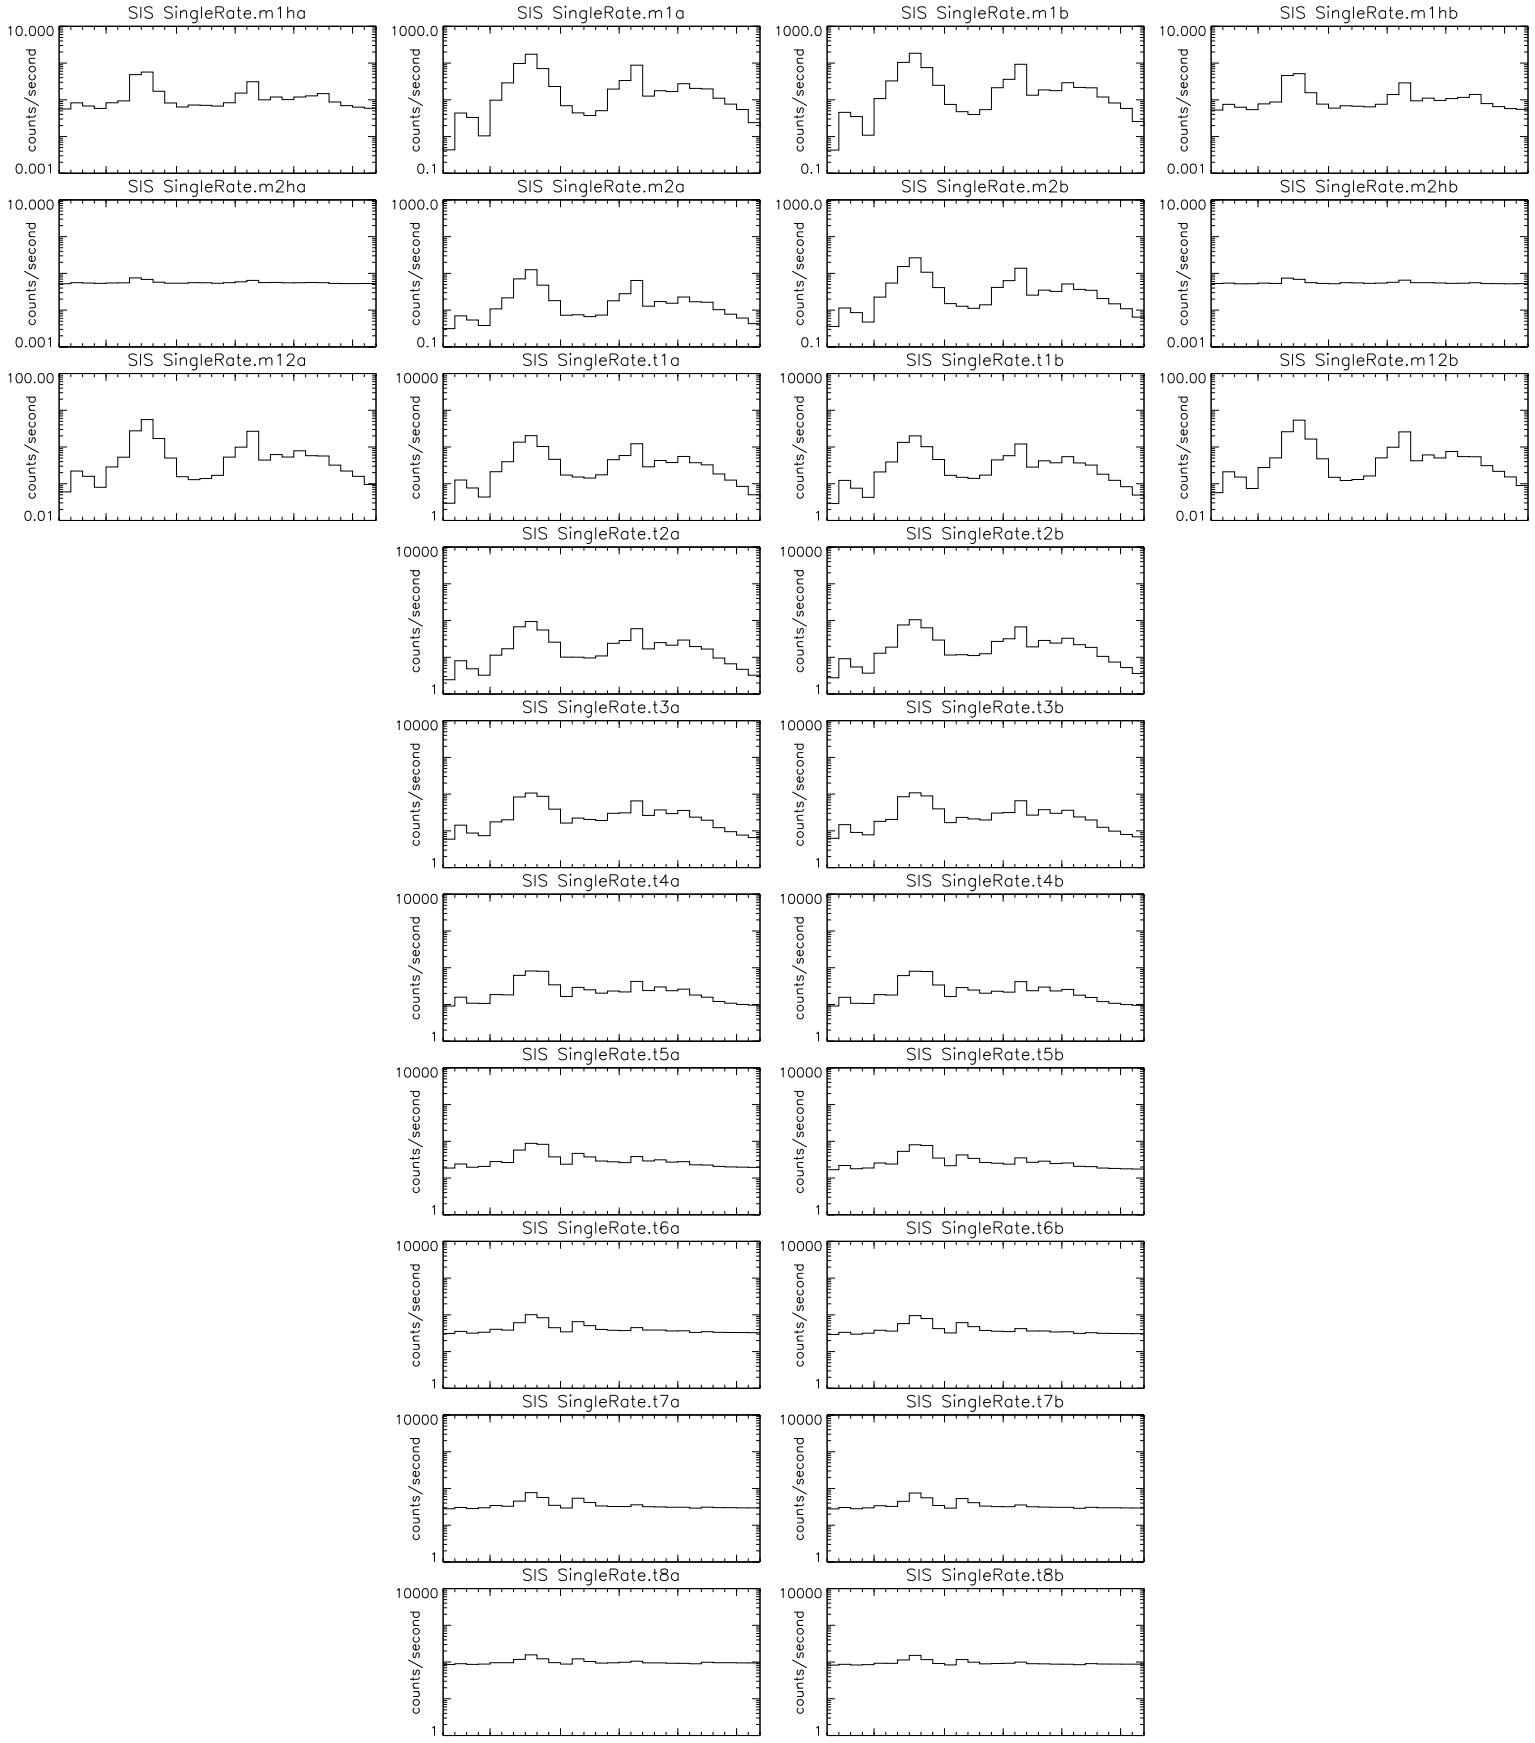 SIS SingleRate.m1ha
10.000
counts/second
0.001
SIS SingleRate.m1a
1000.0
counts/second
0.1
SIS SingleRate.m1b
1000.0
counts/second
0.1
SIS SingleRate.m1hb
10.000
counts/second
0.001
SIS SingleRate.m2ha
10.000
counts/second
0.001
SIS SingleRate.m2a
1000.0
counts/second
0.1
SIS SingleRate.m2b
1000.0
counts/second
0.1
SIS SingleRate.m2hb
10.000
counts/second
0.001
SIS SingleRate.m12a
100.00
counts/second
0.01
SIS SingleRate.t1a
10000
counts/second
1
SIS SingleRate.t1b
10000
counts/second
1
SIS SingleRate.m12b
100.00
counts/second
0.01
SIS SingleRate.t2a
10000
counts/second
1
SIS SingleRate.t2b
10000
counts/second
1
SIS SingleRate.t3a
10000
counts/second
1
SIS SingleRate.t3b
10000
counts/second
1
SIS SingleRate.t4a
10000
counts/second
1
SIS SingleRate.t4b
10000
counts/second
1
SIS SingleRate.t5a
10000
counts/second
1
SIS SingleRate.t5b
10000
counts/second
1
SIS SingleRate.t6a
10000
counts/second
1
SIS SingleRate.t6b
10000
counts/second
1
SIS SingleRate.t7a
10000
counts/second
1
SIS SingleRate.t7b
10000
counts/second
1
SIS SingleRate.t8a
10000
counts/second
1
SIS SingleRate.t8b
10000
counts/second
1